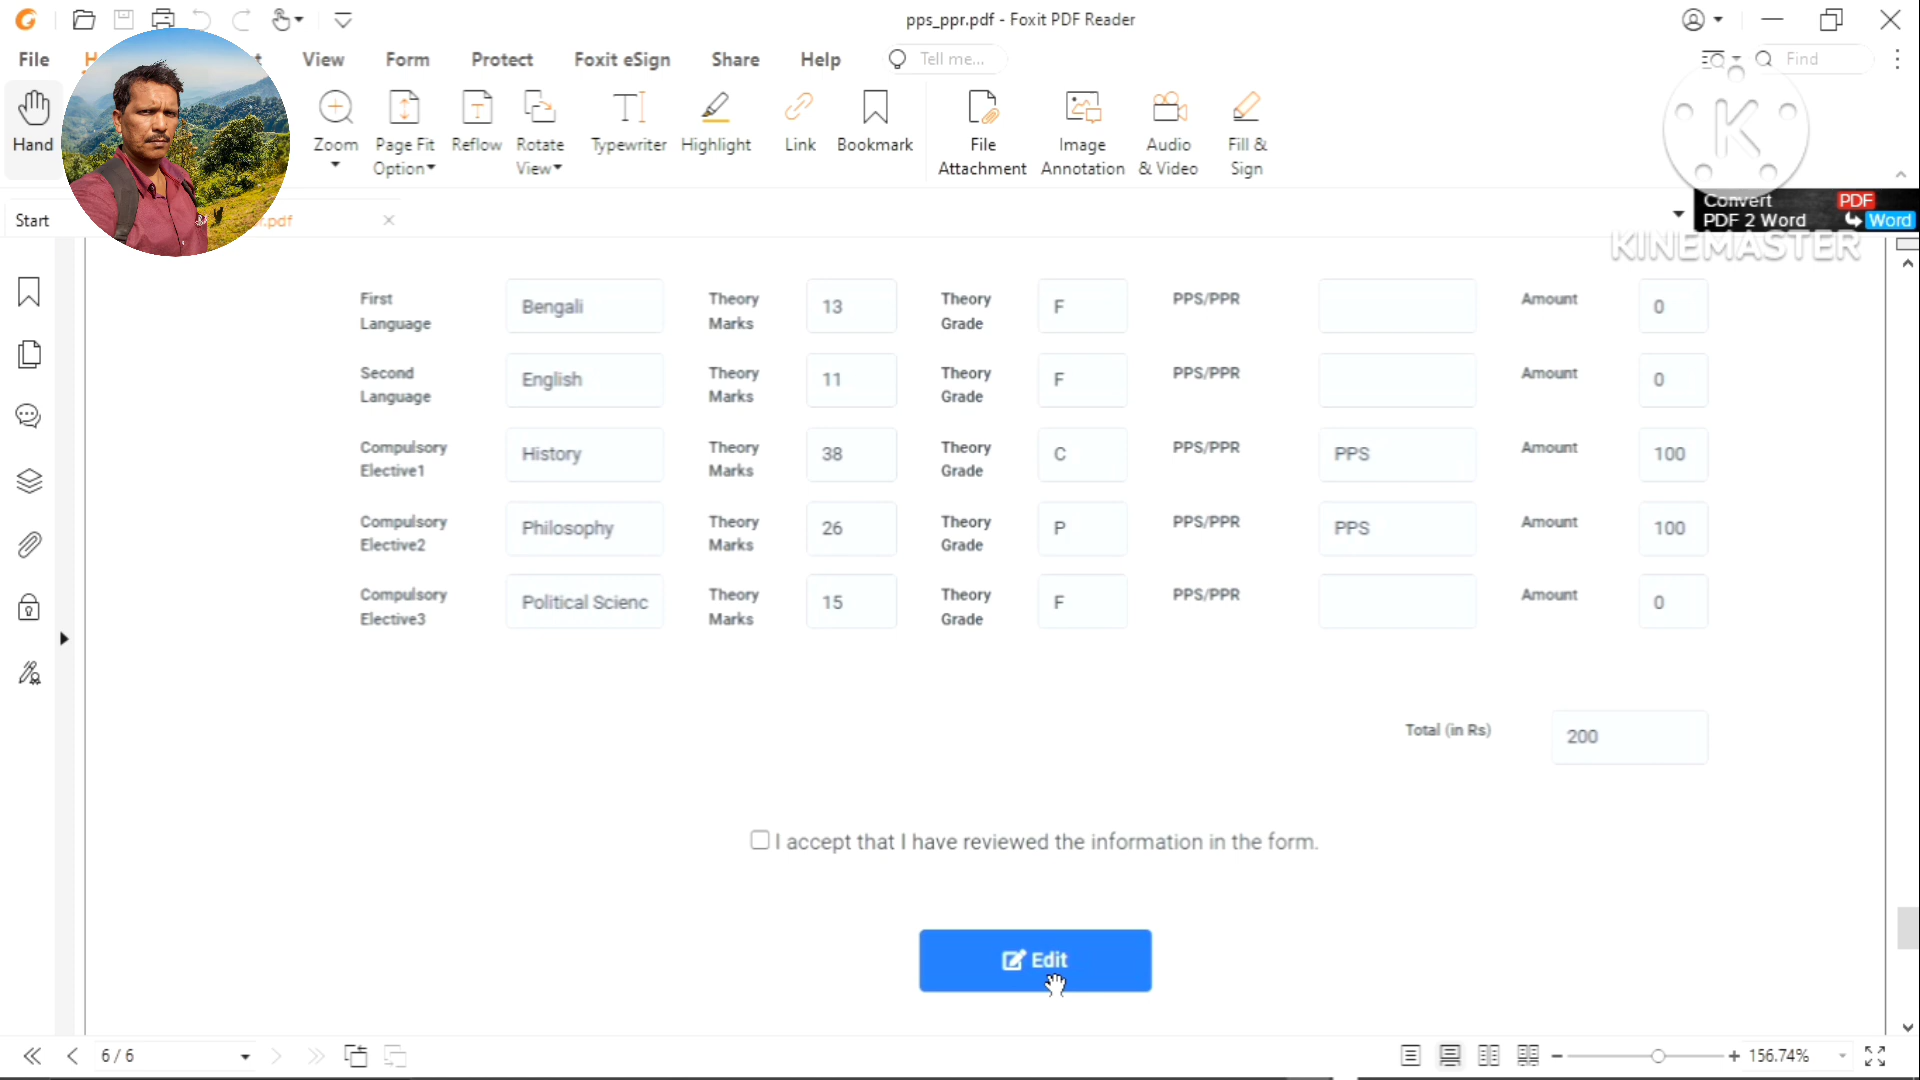 pps_ppr.pdf - Foxit PDF Reader
File View Form Protect Foxit eSign Share Help Tell me... Find
Hand Zoom Page Fit Option Reflow Rotate View Typewriter Highlight Link Bookmark File Attachment Image Annotation Audio & Video Fill & Sign
K
Start .pdf
Convert PDF
PDF 2 Word Word
KINEMASTER
First Language Bengali Theory Marks 13 Theory Grade F PPS/PPR Amount 0
Second Language English Theory Marks 11 Theory Grade F PPS/PPR Amount 0
Compulsory Elective1 History Theory Marks 38 Theory Grade C PPS/PPR PPS Amount 100
Compulsory Elective2 Philosophy Theory Marks 26 Theory Grade P PPS/PPR PPS Amount 100
Compulsory Elective3 Political Scienc Theory Marks 15 Theory Grade F PPS/PPR Amount 0
Total (in Rs) 200
I accept that I have reviewed the information in the form.
Edit
6 / 6 156.74%